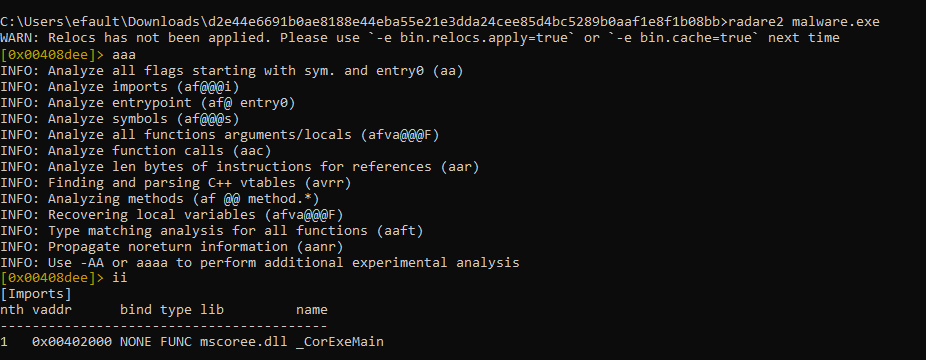 C:\Users\efault\Downloads\d2e44e6691b0ae8188e44eba55e21e3dda24cee85d4bc5289b0aaf1e8f1b08bb>radare2 malware.exe
WARN: Relocs has not been applied. Please use `-e bin.relocs.apply=true` or `-e bin.cache=true` next time
[0x00408dee]> aaa
INFO: Analyze all flags starting with sym. and entry0 (aa)
INFO: Analyze imports (af@@@i)
INFO: Analyze entrypoint (af@ entry0)
INFO: Analyze symbols (af@@@s)
INFO: Analyze all functions arguments/locals (afva@@@F)
INFO: Analyze function calls (aac)
INFO: Analyze len bytes of instructions for references (aar)
INFO: Finding and parsing C++ vtables (avrr)
INFO: Analyzing methods (af @@ method.*)
INFO: Recovering local variables (afva@@@F)
INFO: Type matching analysis for all functions (aaft)
INFO: Propagate noreturn information (aanr)
INFO: Use -AA or aaaa to perform additional experimental analysis
[0x00408dee]> ii
[Imports]
nth vaddr      bind type lib         name
-----------------------------------------
1   0x00402000 NONE FUNC mscoree.dll _CorExeMain